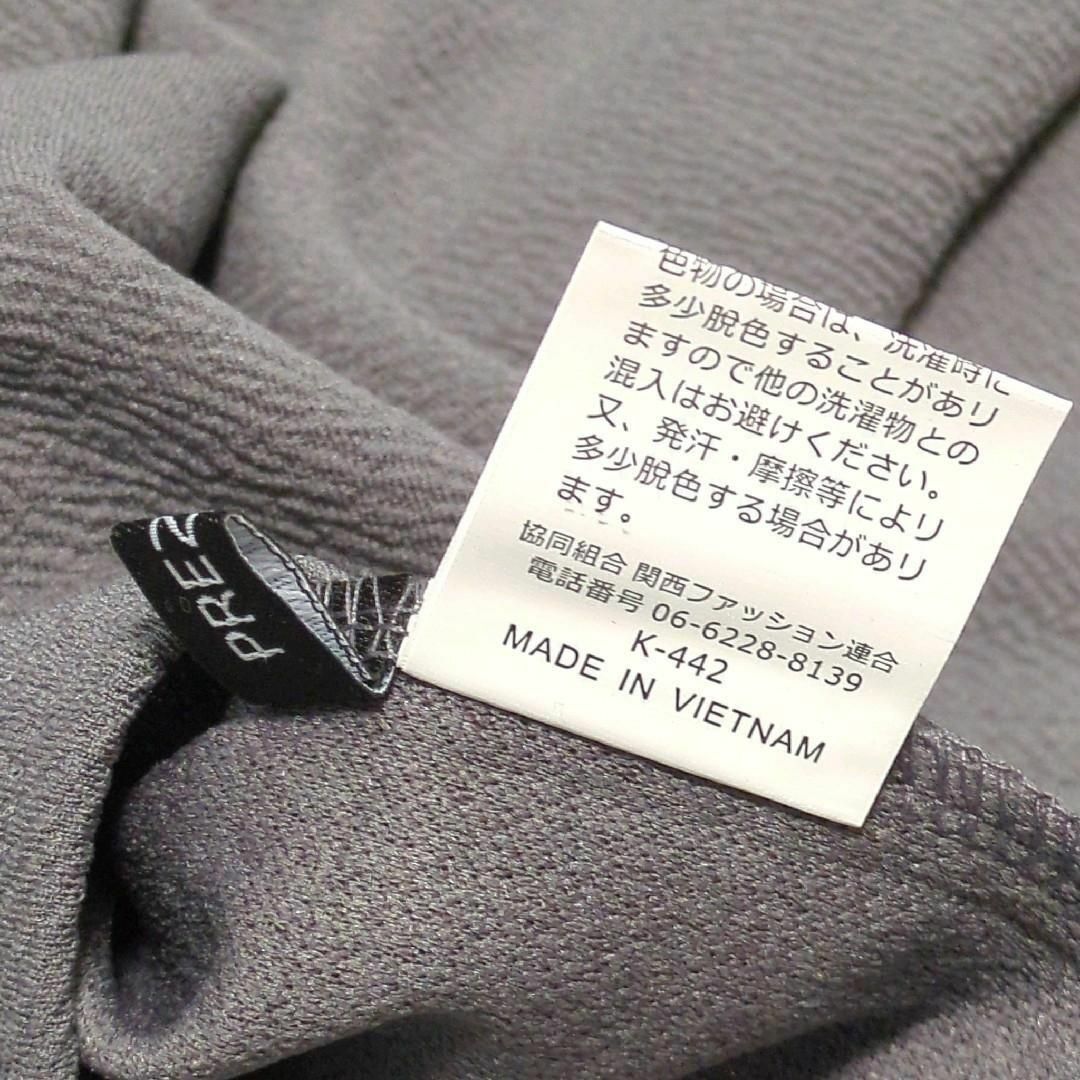 色物の場合は、洗濯時に
多少脱色することがあり
ますので他の洗濯物との
混入はお避けください。
又、発汗・摩擦等により
多少脱色する場合があり
ます。
協同組合 関西ファッション連合
電話番号 06-6228-8139
K-442
MADE IN VIETNAM
PREZ